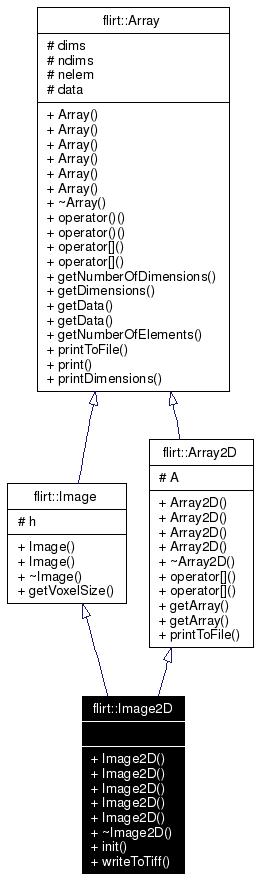 flirt::Array
# dims
# ndims
# nelem
# data
+ Array()
+ Array()
+ Array()
+ Array()
+ Array()
+ Array()
+ ~Array()
+ operator()()
+ operator()()
+ operator[]()
+ operator[]()
+ getNumberOfDimensions()
+ getDimensions()
+ getData()
+ getData()
+ getNumberOfElements()
+ printToFile()
+ print()
+ printDimensions()
flirt::Image
# h
+ Image()
+ Image()
+ ~Image()
+ getVoxelSize()
flirt::Array2D
# A
+ Array2D()
+ Array2D()
+ Array2D()
+ Array2D()
+ ~Array2D()
+ operator[]()
+ operator[]()
+ getArray()
+ getArray()
+ printToFile()
flirt::Image2D
+ Image2D()
+ Image2D()
+ Image2D()
+ Image2D()
+ Image2D()
+ ~Image2D()
+ init()
+ writeToTiff()